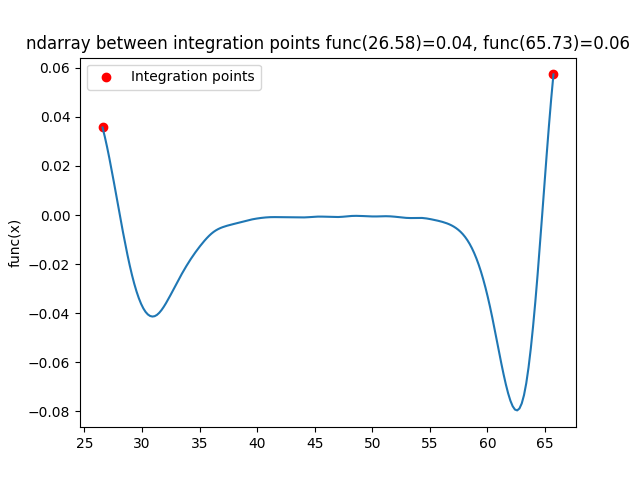 ndarray between integration points func(26.58)=0.04, func(65.73)=0.06
Integration points
func(x)
0.06
0.04
0.02
0.00
−0.02
−0.04
−0.06
−0.08
25 30 35 40 45 50 55 60 65